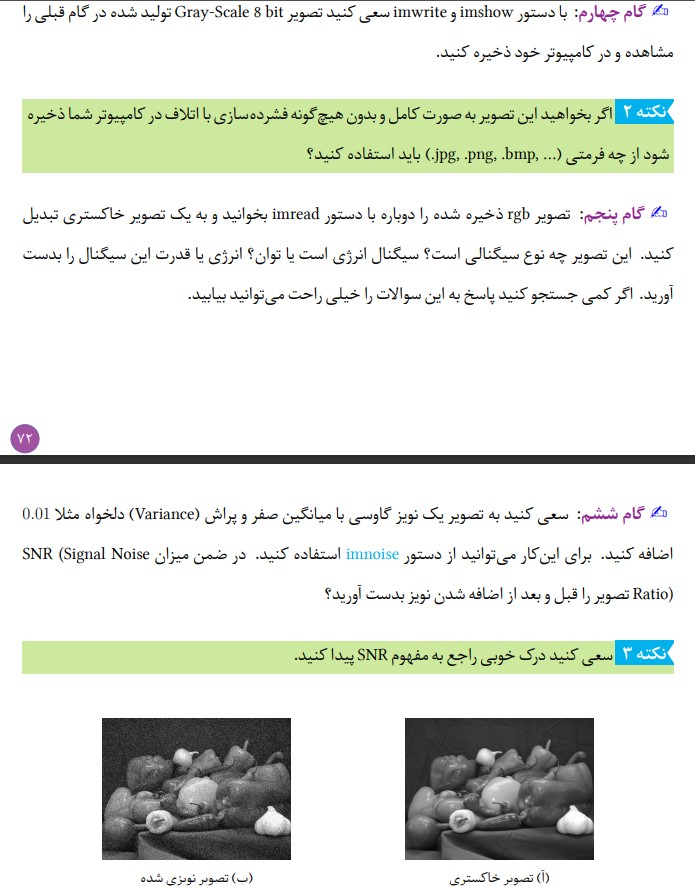 ✍ گام چهارم: با دستور imshow و imwrite سعی کنید تصویر Gray-Scale 8 bit تولید شده در گام قبلی را
مشاهده و در کامپیوتر خود ذخیره کنید.
نکته ۲ اگر بخواهید این تصویر به صورت کامل و بدون هیچ‌گونه فشرده‌سازی با اتلاف در کامپیوتر شما ذخیره
شود از چه فرمتی (.jpg, .png, .bmp, ...) باید استفاده کنید؟
✍ گام پنجم: تصویر rgb ذخیره شده را دوباره با دستور imread بخوانید و به یک تصویر خاکستری تبدیل
کنید. این تصویر چه نوع سیگنالی است؟ سیگنال انرژی است یا توان؟ انرژی یا قدرت این سیگنال را بدست
آورید. اگر کمی جستجو کنید پاسخ به این سوالات را خیلی راحت می‌توانید بیابید.
۷۲
✍ گام ششم: سعی کنید به تصویر یک نویز گاوسی با میانگین صفر و پراش (Variance) دلخواه مثلا 0.01
اضافه کنید. برای این‌کار می‌توانید از دستور imnoise استفاده کنید. در ضمن میزان SNR (Signal Noise
Ratio) تصویر را قبل و بعد از اضافه شدن نویز بدست آورید؟
نکته ۳ سعی کنید درک خوبی راجع به مفهوم SNR پیدا کنید.
(آ) تصویر خاکستری
(ب) تصویر نویزی شده